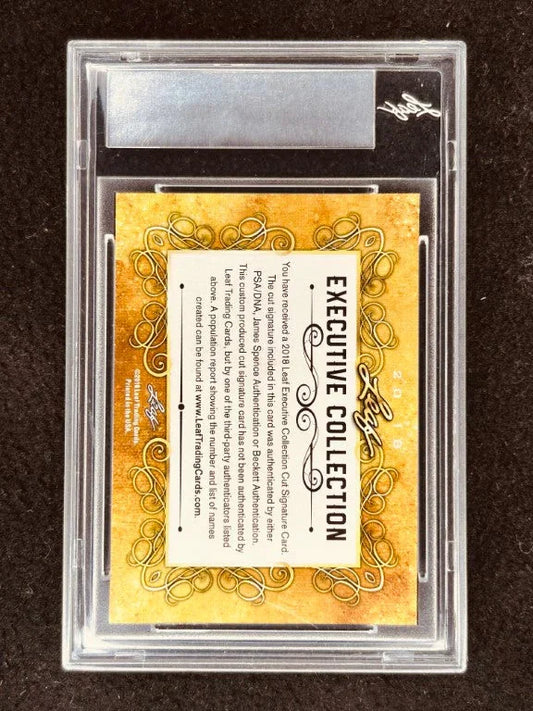 Leaf
2018
Leaf
EXECUTIVE COLLECTION
You have received a 2018 Leaf Executive Collection Cut Signature Card.
The cut signature included in this card was authenticated by either
PSA/DNA, James Spence Authentication or Beckett Authentication.
This custom produced cut signature card has not been authenticated by
Leaf Trading Cards, but by one of the third-party authenticators listed
above. A population report showing the number and list of names
created can be found at www.LeafTradingCards.com.
Leaf
©2018 Leaf Trading Cards.
Printed in the USA.